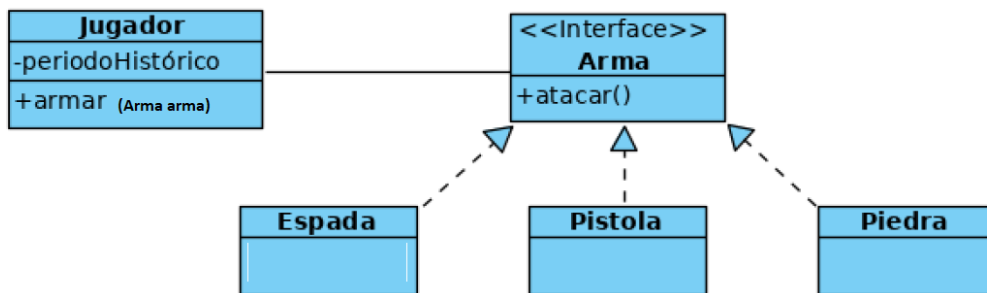 Jugador
-periodoHistórico
+armar (Arma arma)
<<Interface>>
Arma
+atacar()
Espada
Pistola
Piedra